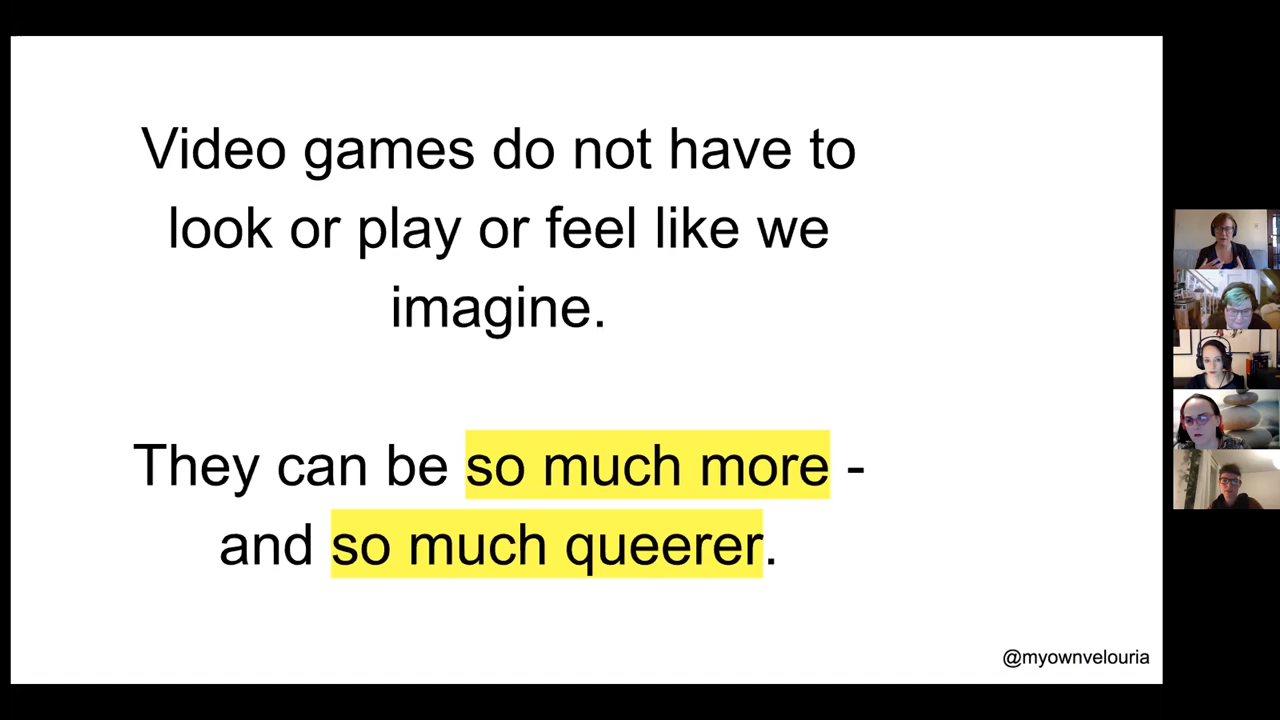 Video games do not have to
look or play or feel like we
imagine.
They can be so much more -
and so much queerer.
@myownvelouria